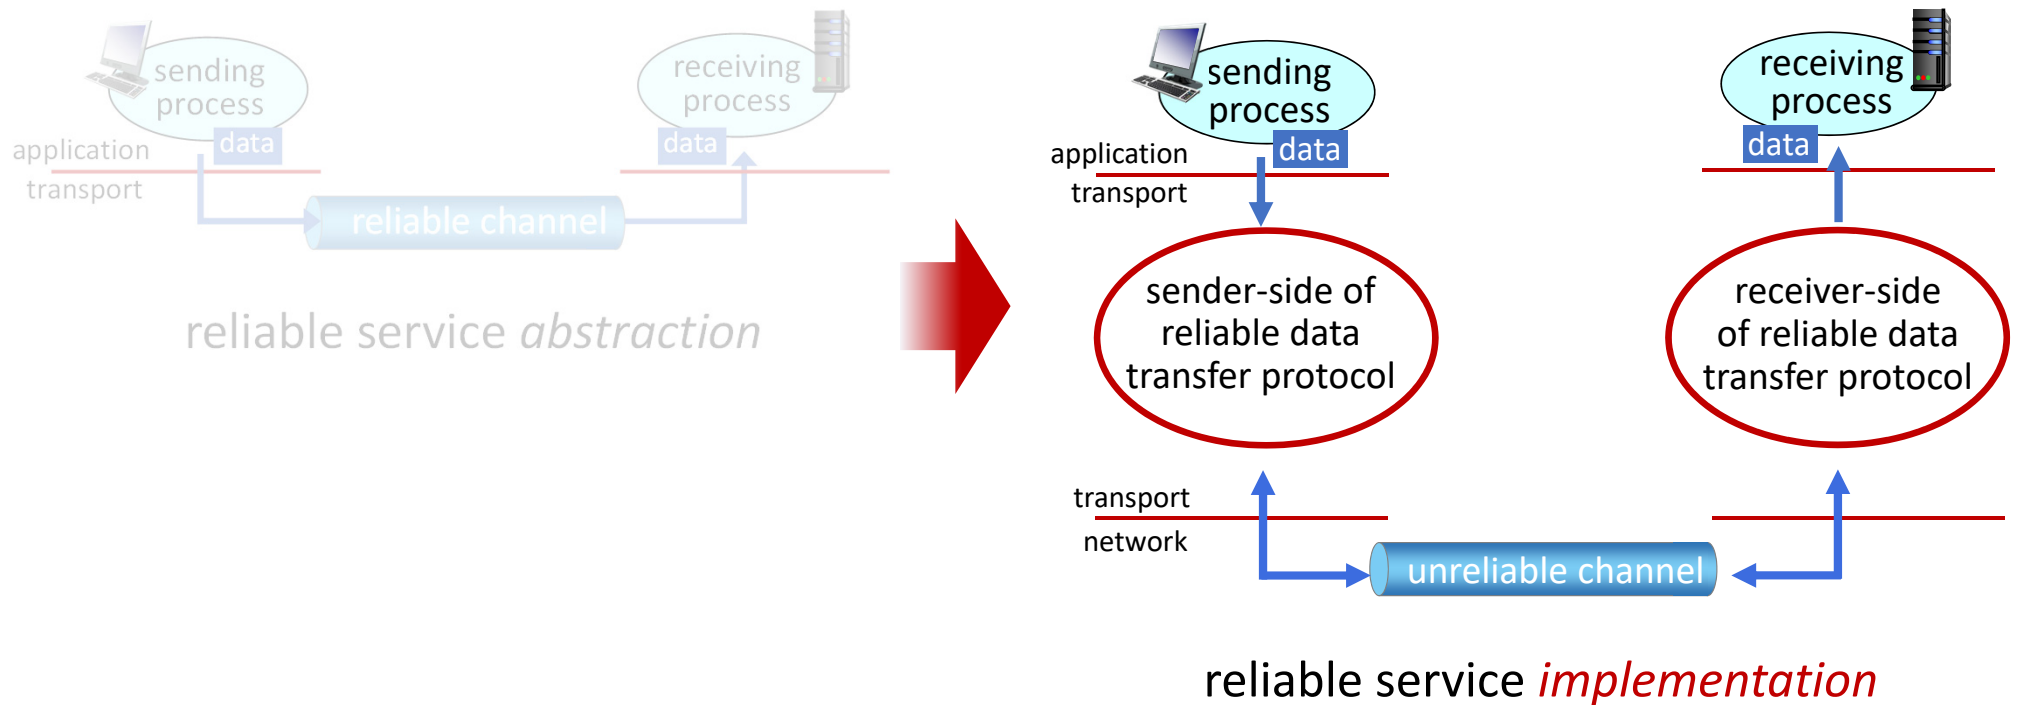 sending
process
data
application
transport
reliable channel
receiving
process
data
reliable service abstraction
sending
process
data
application
transport
receiving
process
data
sender-side of
reliable data
transfer protocol
receiver-side
of reliable data
transfer protocol
transport
network
unreliable channel
reliable service implementation